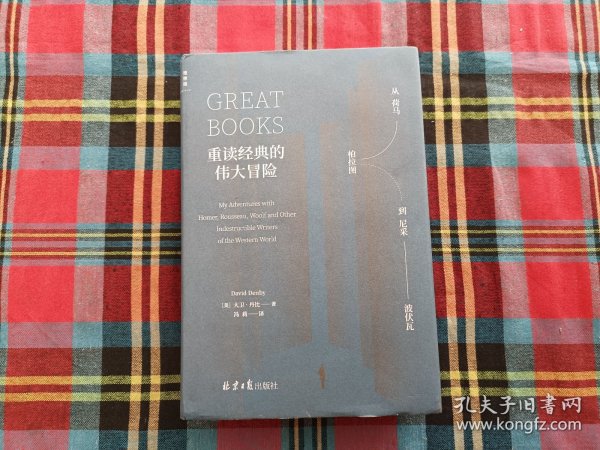 GREAT
BOOKS
重读经典的
伟大冒险
My Adventures with
Homer, Rousseau, Woolf and Other
Indestructible Writers
of the Western World
David Denby
[美] 大卫·丹比——著
冯 茜——译
北京日报出版社
从 荷马
柏拉图
到 尼采
波伏瓦
孔夫子旧书网